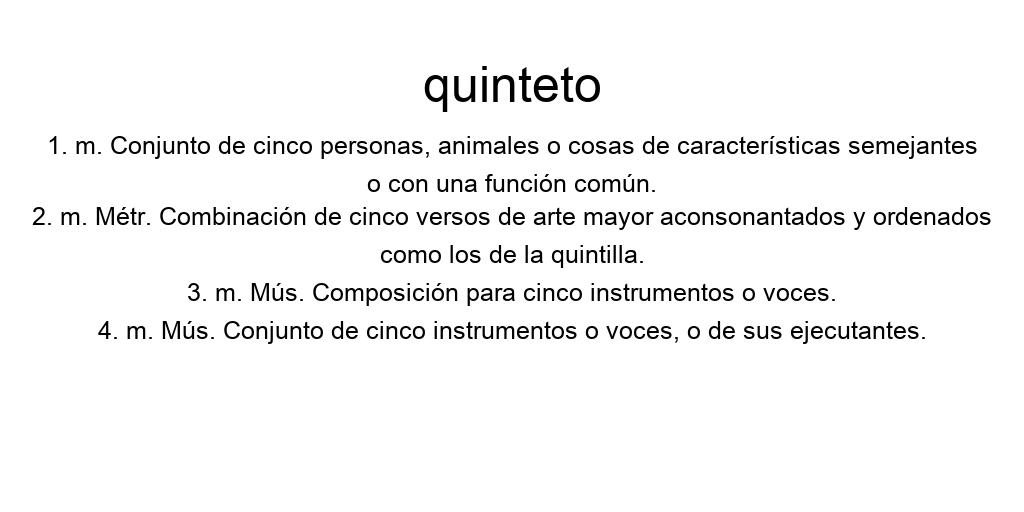 quinteto
1. m. Conjunto de cinco personas, animales o cosas de características semejantes
o con una función común.
2. m. Métr. Combinación de cinco versos de arte mayor aconsonantados y ordenados
como los de la quintilla.
3. m. Mús. Composición para cinco instrumentos o voces.
4. m. Mús. Conjunto de cinco instrumentos o voces, o de sus ejecutantes.